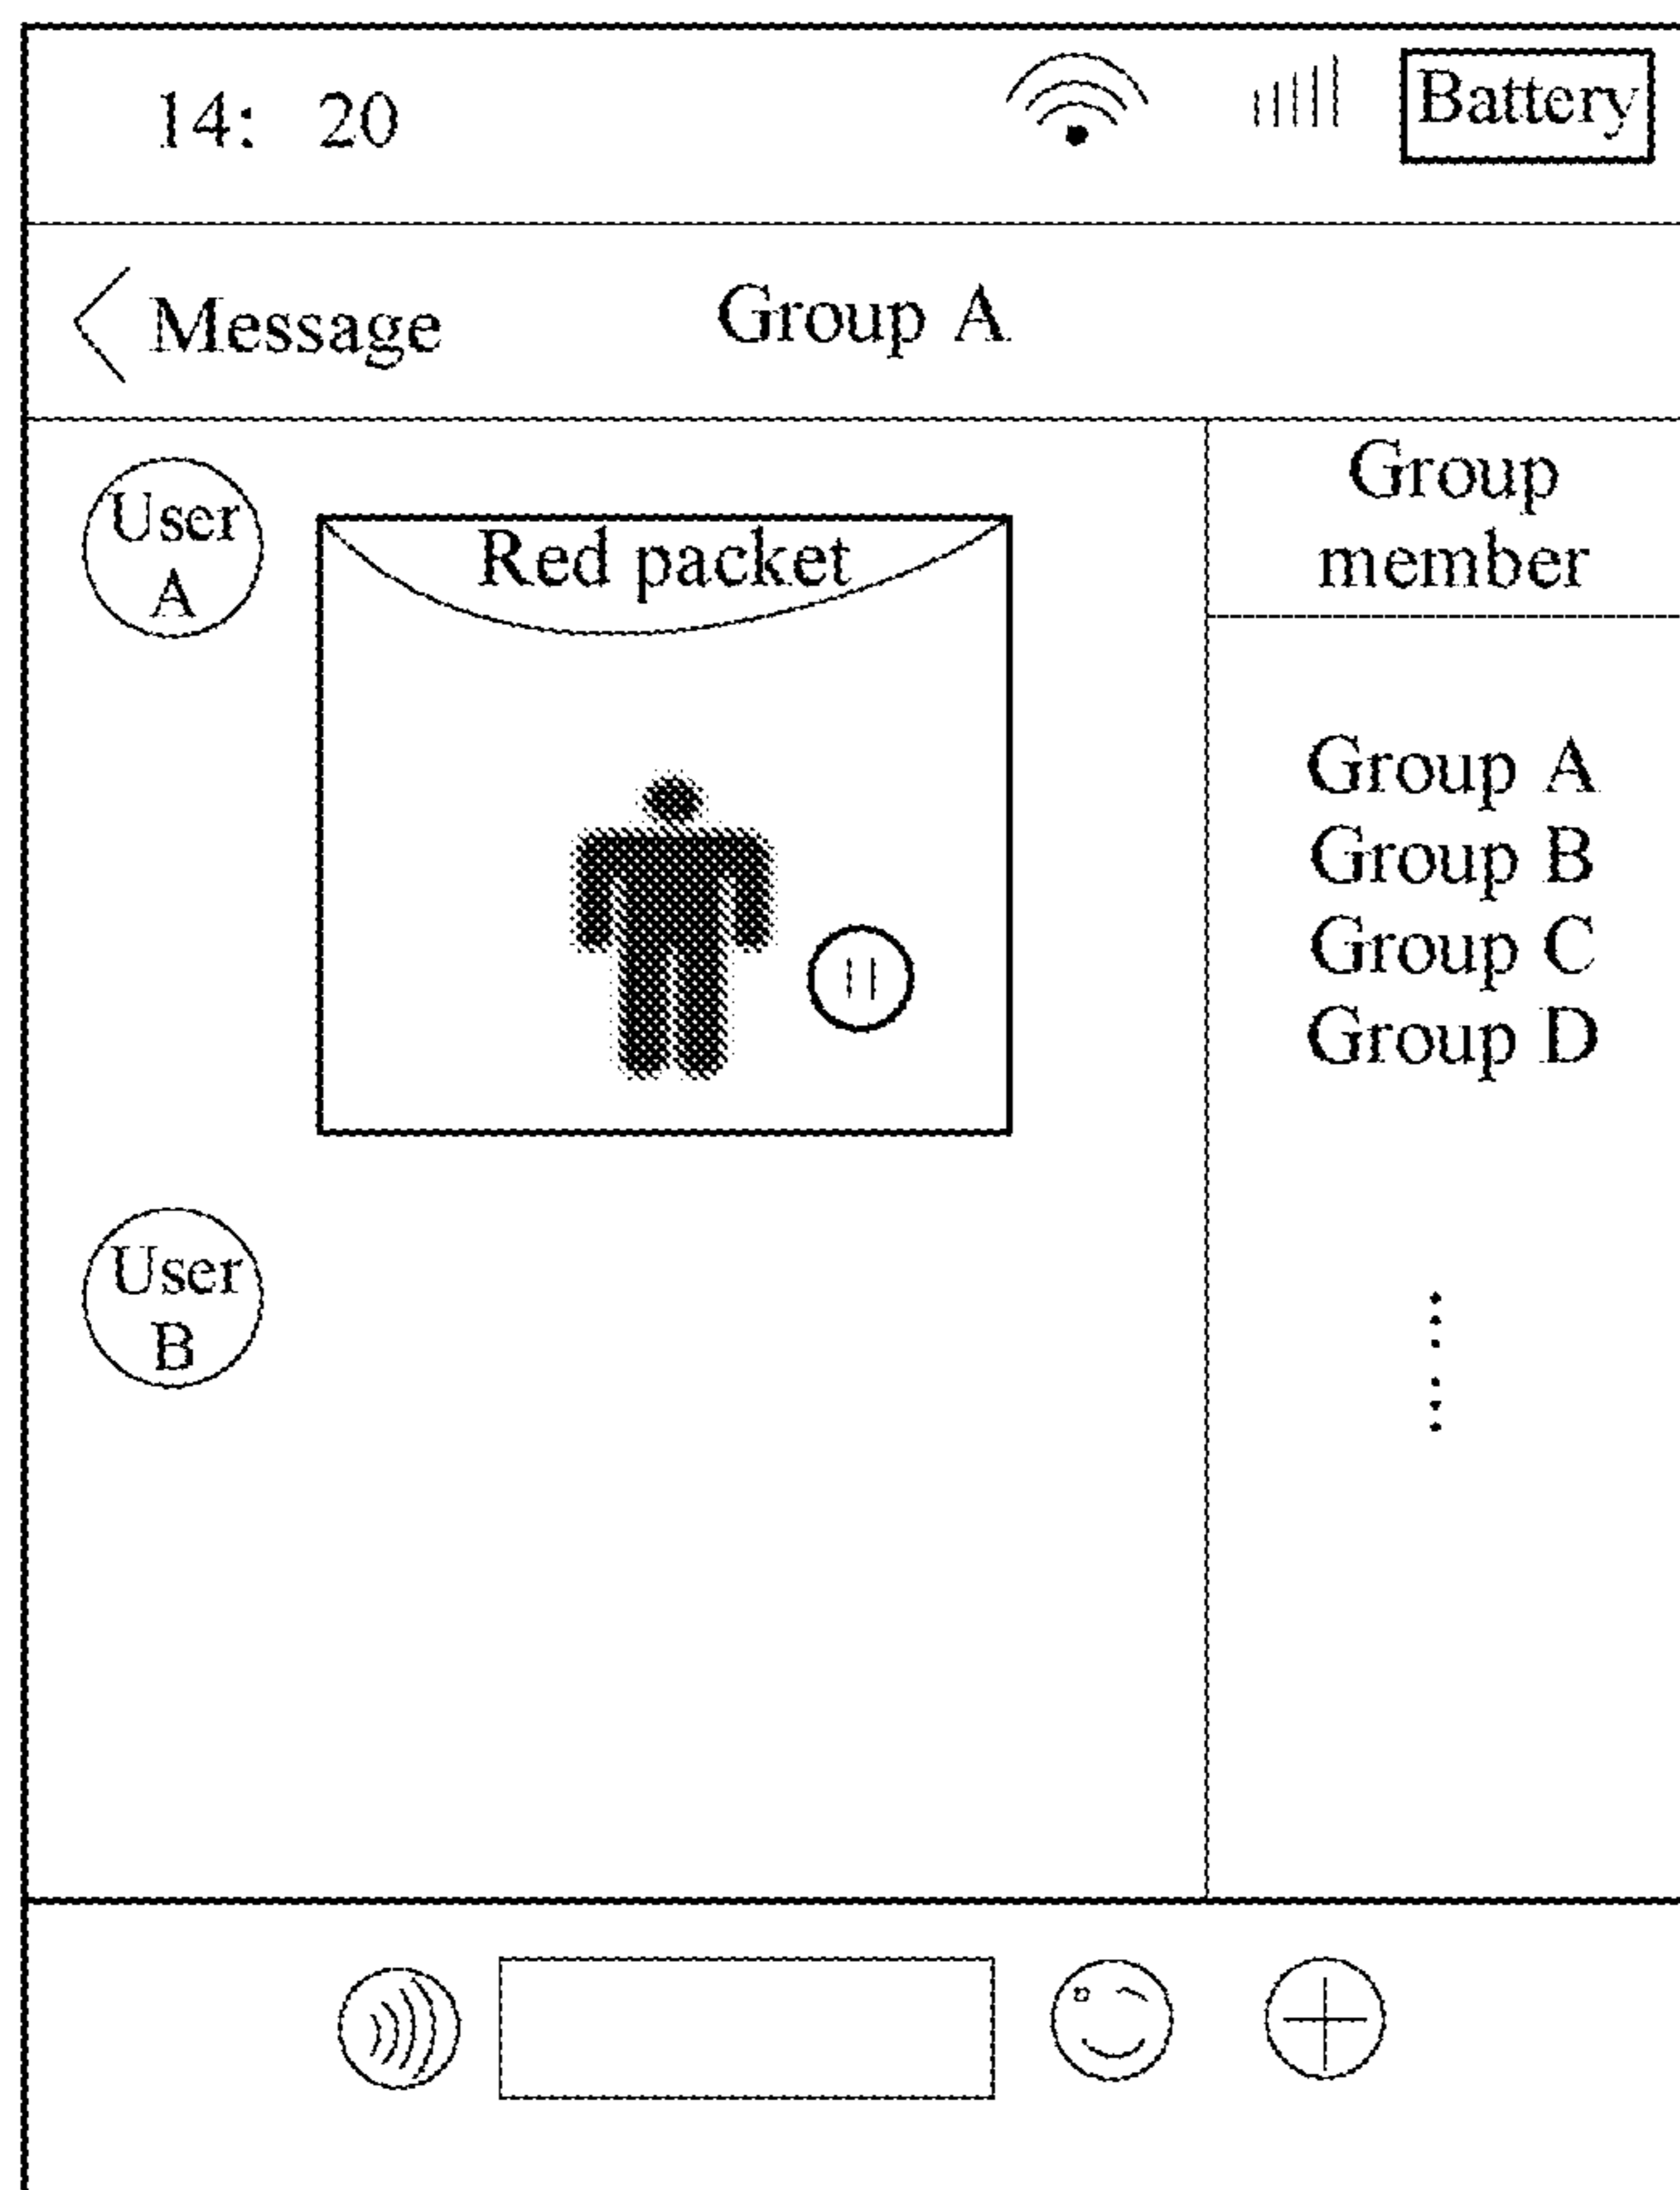 14: 20
Battery
Message
Group A
User
A
Red packet
User
B
Group
member
Group A
Group B
Group C
Group D